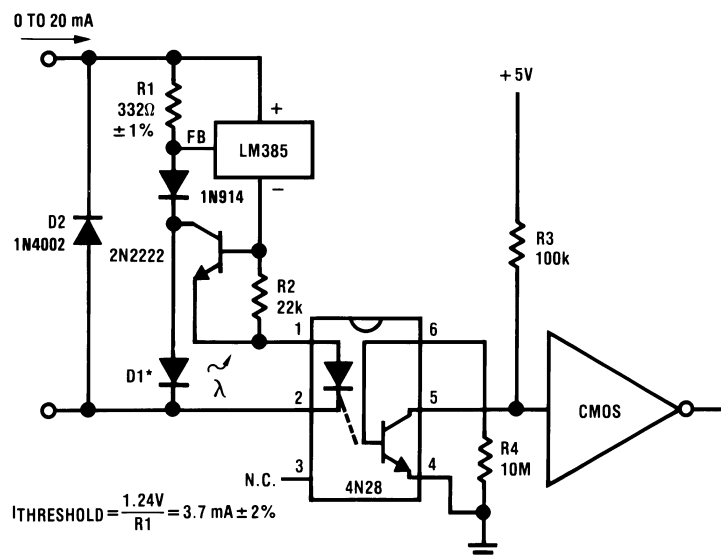 0 TO 20 mA
R1
332Ω
±1%
+
FB
LM385
−
1N914
D2
1N4002
2N2222
R2
22k
+5V
R3
100k
1
6
D1*
λ
2
5
CMOS
3
N.C.
4
4N28
R4
10M
ITHRESHOLD = 1.24V / R1 = 3.7 mA ± 2%